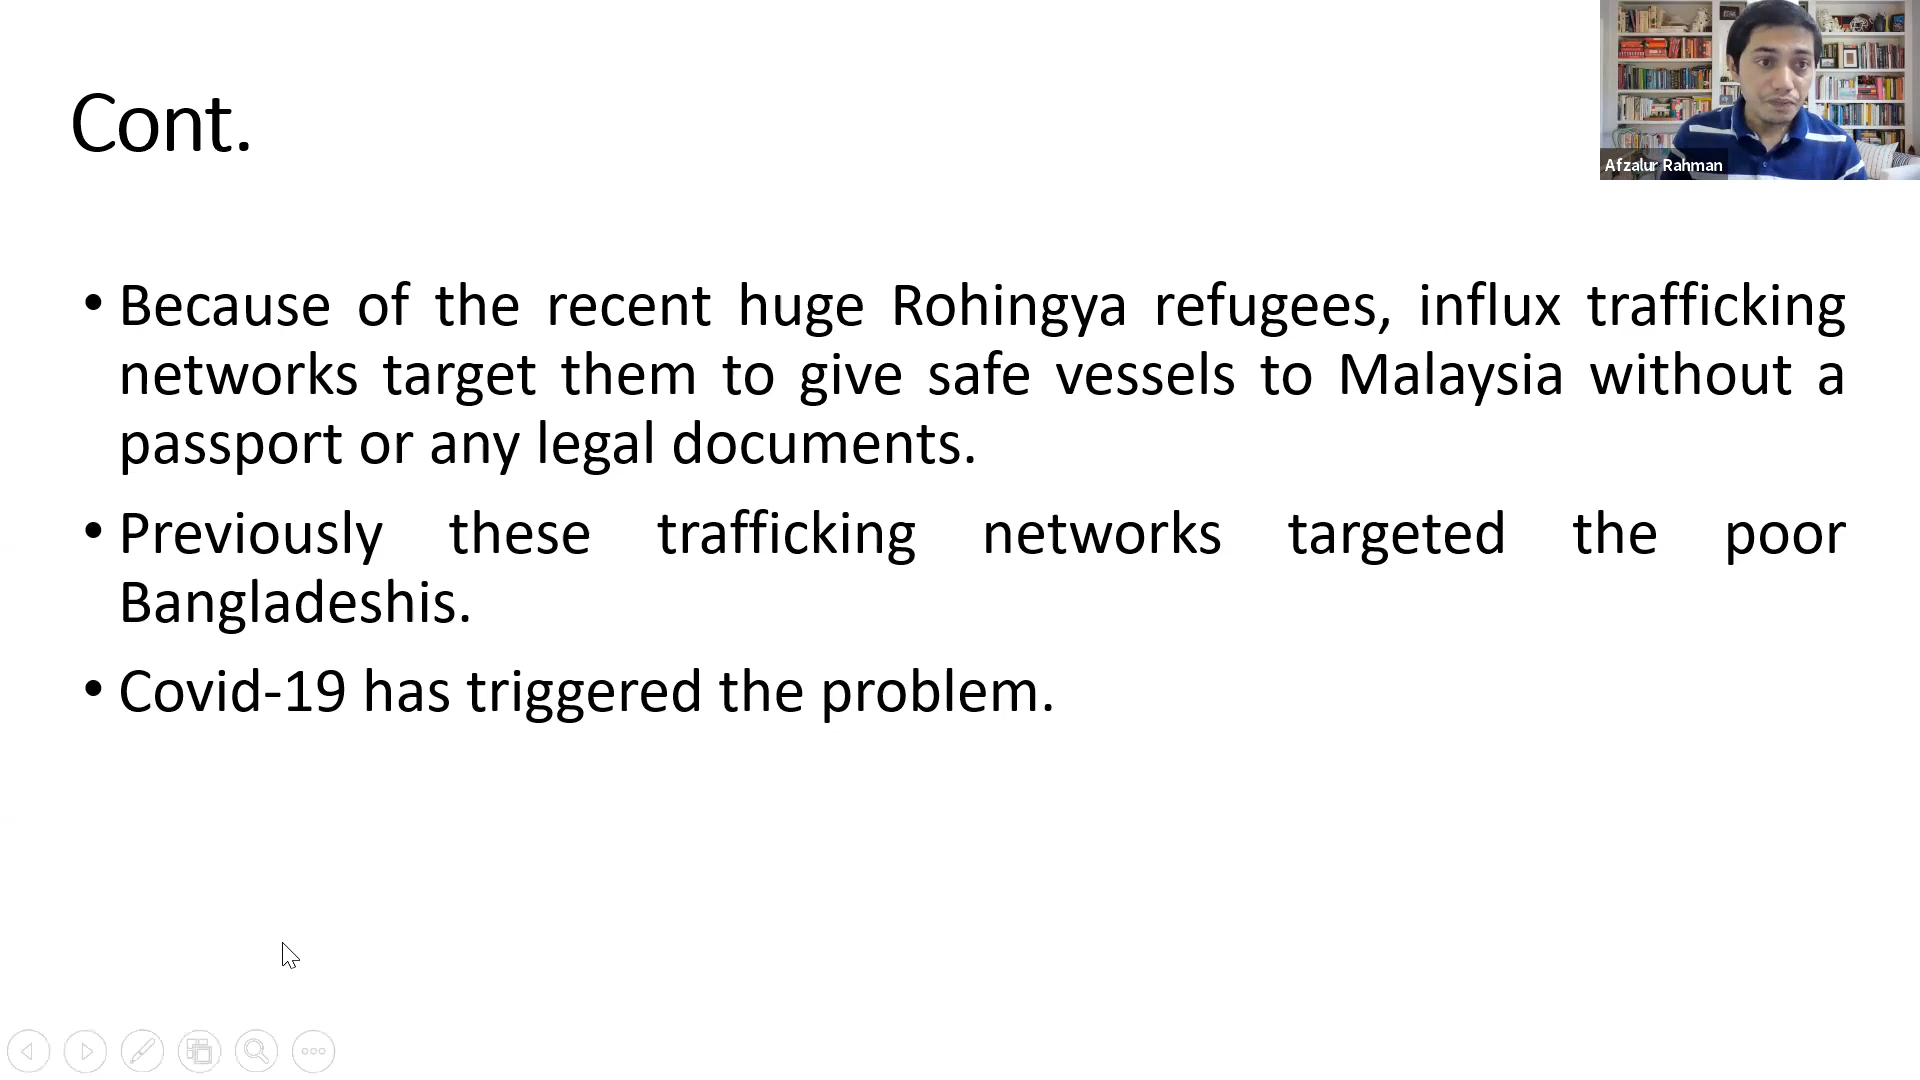 Cont.
Afzalur Rahman
• Because of the recent huge Rohingya refugees, influx trafficking
networks target them to give safe vessels to Malaysia without a
passport or any legal documents.
• Previously these trafficking networks targeted the poor
Bangladeshis.
• Covid-19 has triggered the problem.